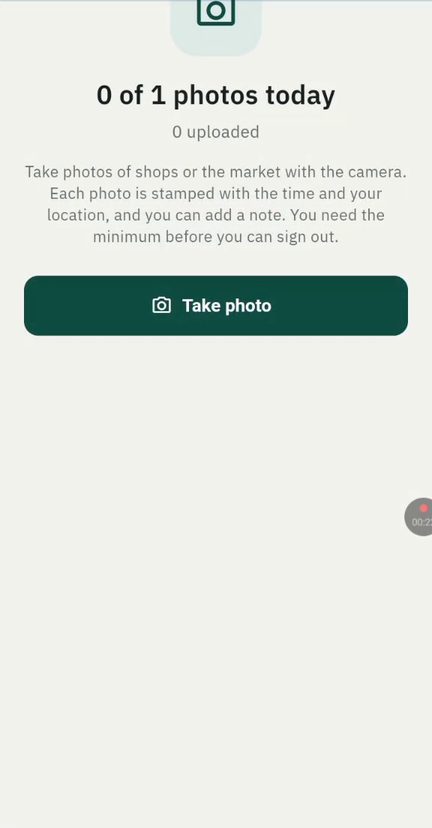 0 of 1 photos today
0 uploaded
Take photos of shops or the market with the camera.
Each photo is stamped with the time and your
location, and you can add a note. You need the
minimum before you can sign out.
Take photo